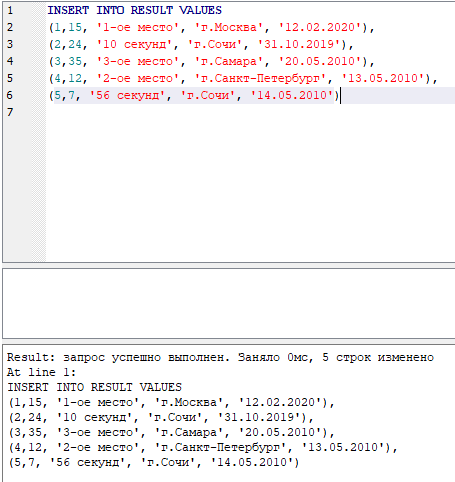 1 INSERT INTO RESULT VALUES
2 (1,15, '1-ое место', 'г.Москва', '12.02.2020'),
3 (2,24, '10 секунд', 'г.Сочи', '31.10.2019'),
4 (3,35, '3-ое место', 'г.Самара', '20.05.2010'),
5 (4,12, '2-ое место', 'г.Санкт-Петербург', '13.05.2010'),
6 (5,7, '56 секунд', 'г.Сочи', '14.05.2010')
7
Result: запрос успешно выполнен. Заняло 0мс, 5 строк изменено
At line 1:
INSERT INTO RESULT VALUES
(1,15, '1-ое место', 'г.Москва', '12.02.2020'),
(2,24, '10 секунд', 'г.Сочи', '31.10.2019'),
(3,35, '3-ое место', 'г.Самара', '20.05.2010'),
(4,12, '2-ое место', 'г.Санкт-Петербург', '13.05.2010'),
(5,7, '56 секунд', 'г.Сочи', '14.05.2010')